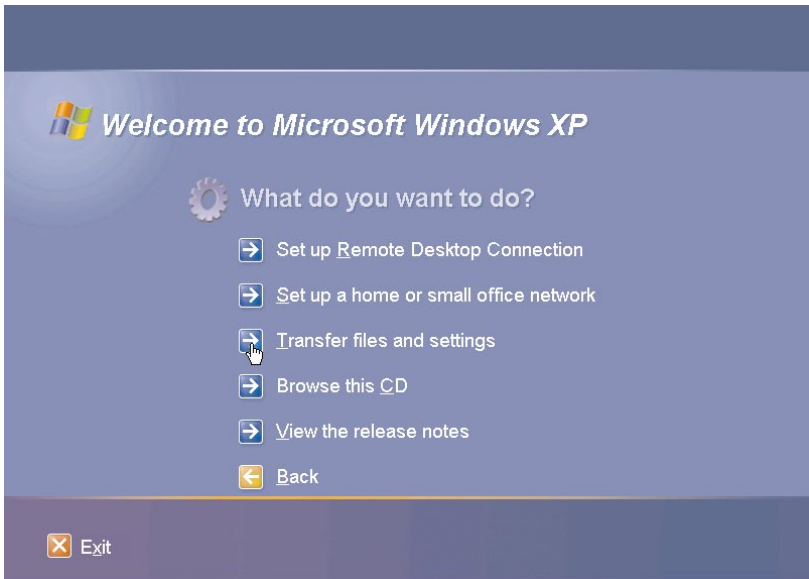 Welcome to Microsoft Windows XP
What do you want to do?
Set up Remote Desktop Connection
Set up a home or small office network
Transfer files and settings
Browse this CD
View the release notes
Back
Exit